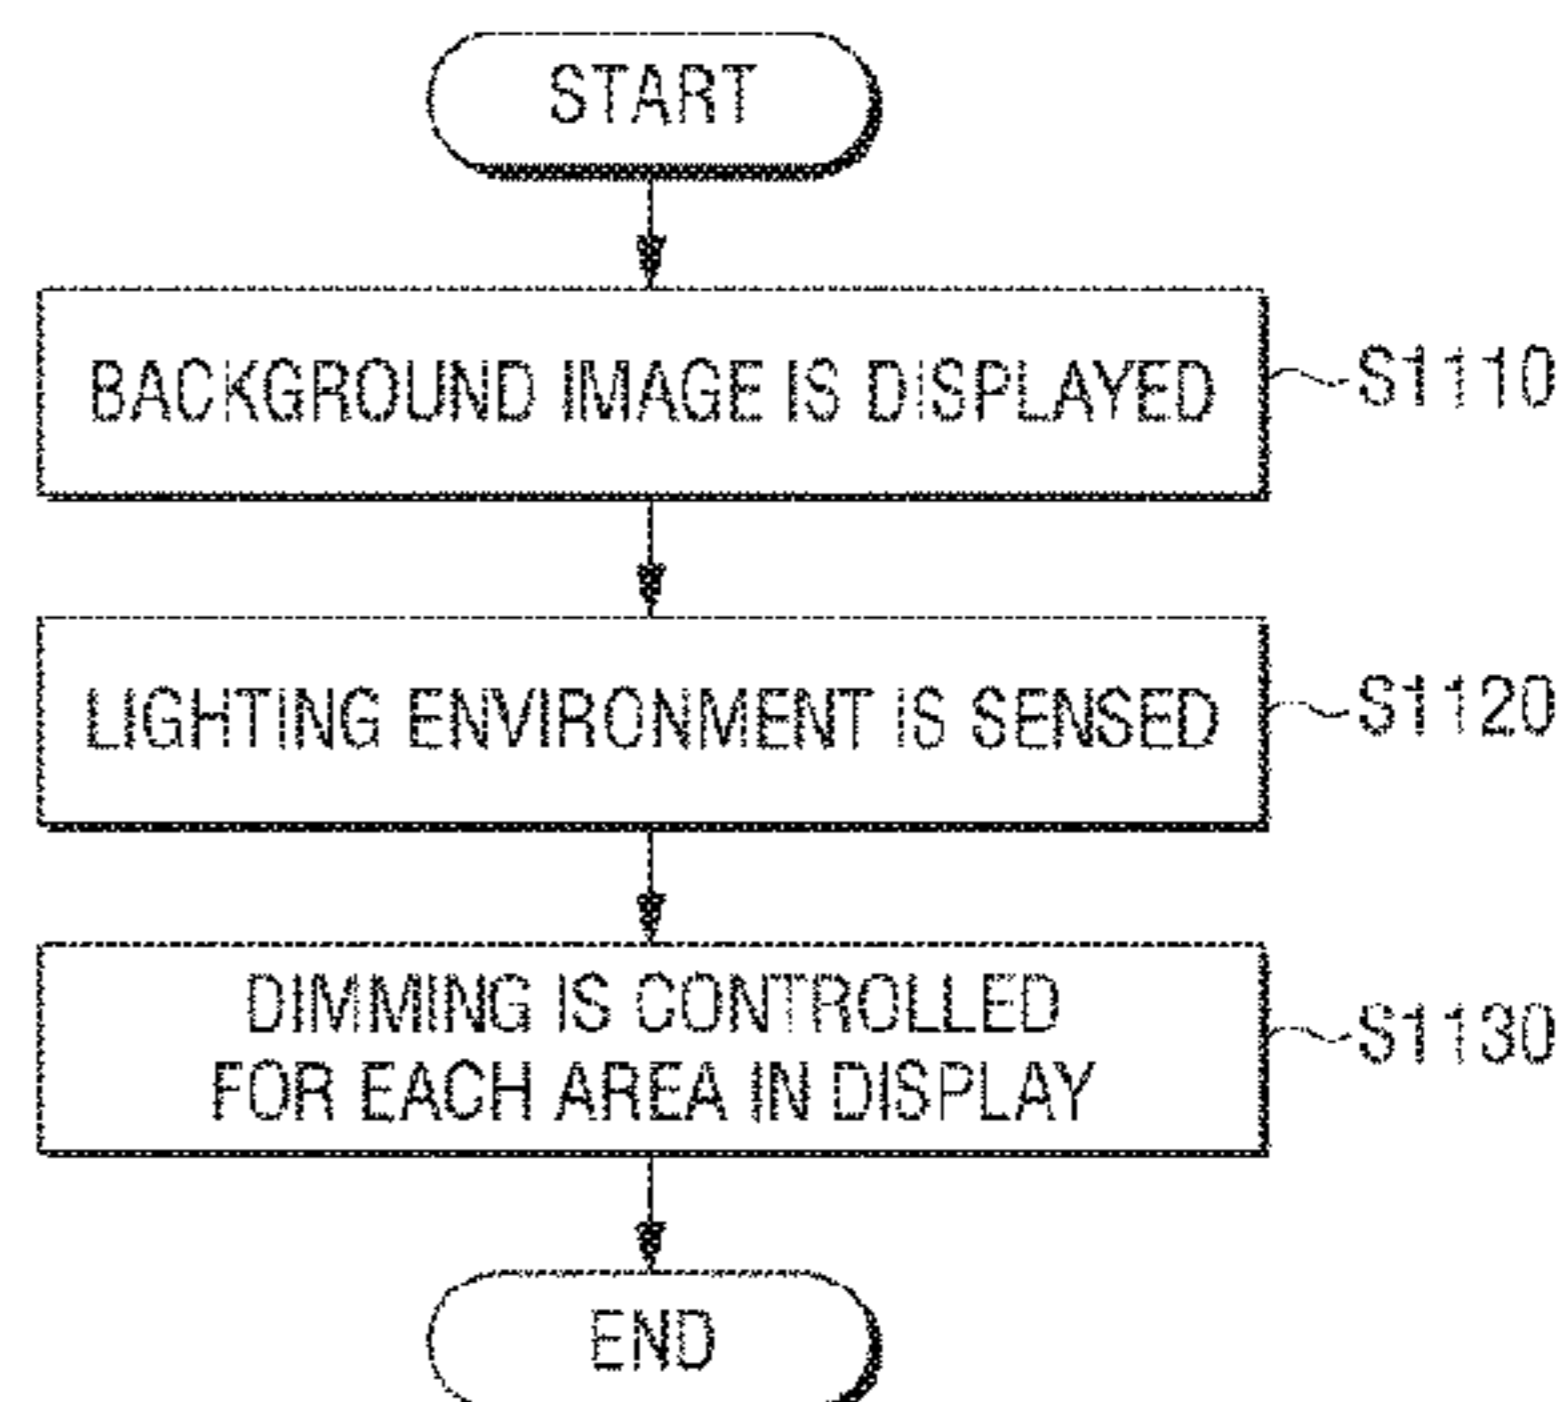 START
BACKGROUND IMAGE IS DISPLAYED
S1110
LIGHTING ENVIRONMENT IS SENSED
S1120
DIMMING IS CONTROLLED
FOR EACH AREA IN DISPLAY
S1130
END